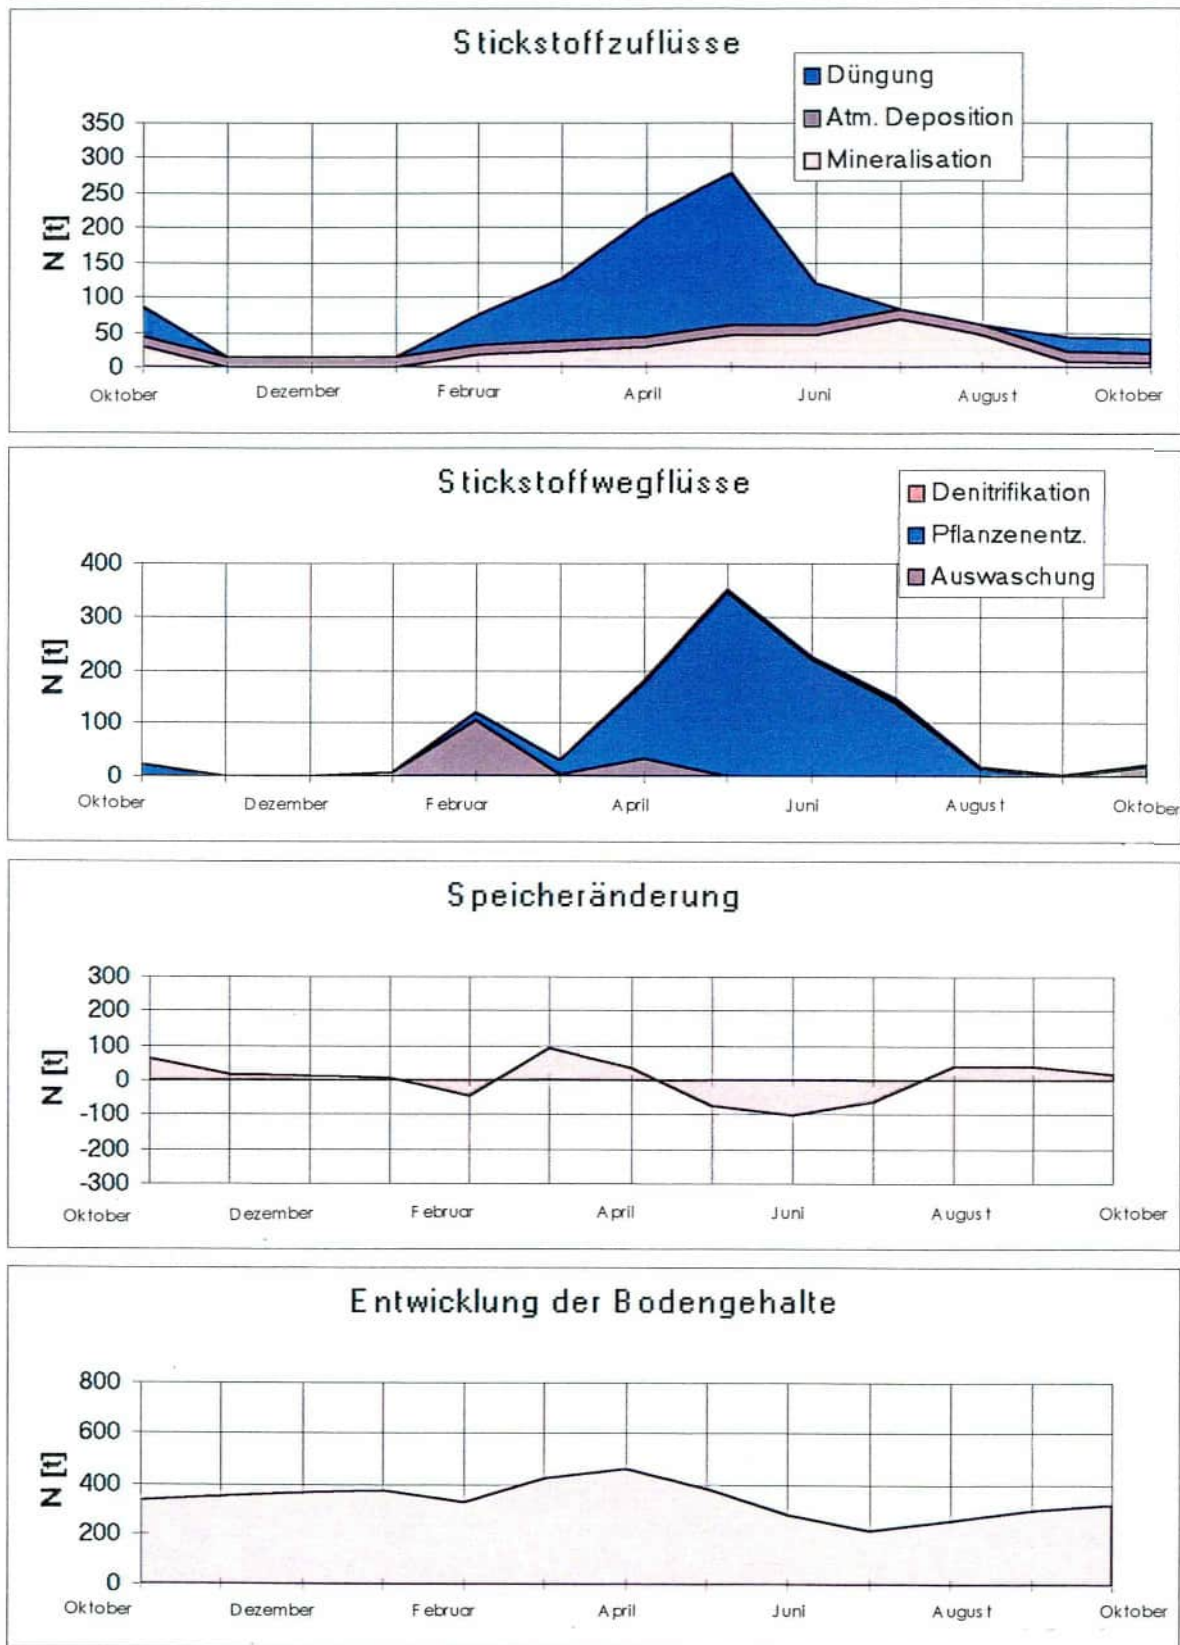 Stickstoffzuflüsse
Düngung
Atm. Deposition
Mineralisation
N [t]
350
300
250
200
150
100
50
0
Oktober Dezember Februar April Juni August Oktober
Stickstoffwegflüsse
Denitrifikation
Pflanzenentz.
Auswaschung
N [t]
400
300
200
100
0
Oktober Dezember Februar April Juni August Oktober
Speicheränderung
N [t]
300
200
100
0
-100
-200
-300
Oktober Dezember Februar April Juni August Oktober
Entwicklung der Bodengehalte
N [t]
800
600
400
200
0
Oktober Dezember Februar April Juni August Oktober